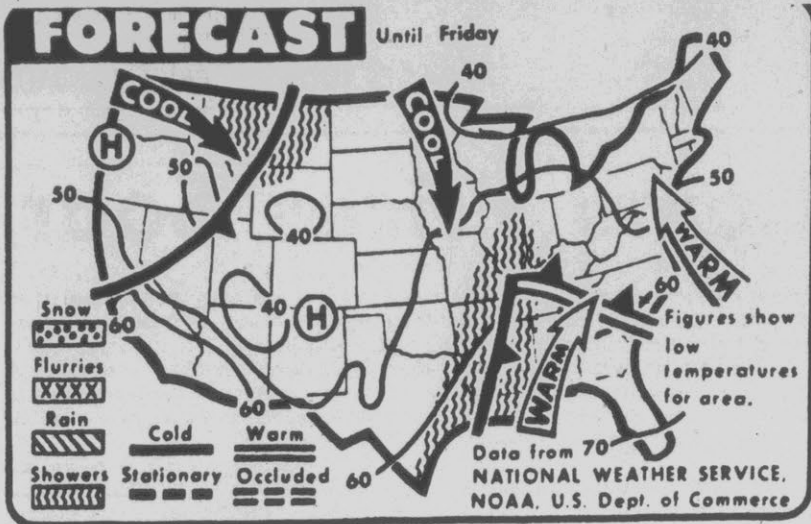 FORECAST Until Friday
40
40
COOL
COOL
H
50
50
50
40
WARM
40
H
60
60
60
WARM
60
70
Snow
Flurries
XXXX
Rain
Showers
Cold
Warm
Stationary
Occluded
Figures show
low
temperatures
for area.
Data from
NATIONAL WEATHER SERVICE,
NOAA, U.S. Dept. of Commerce